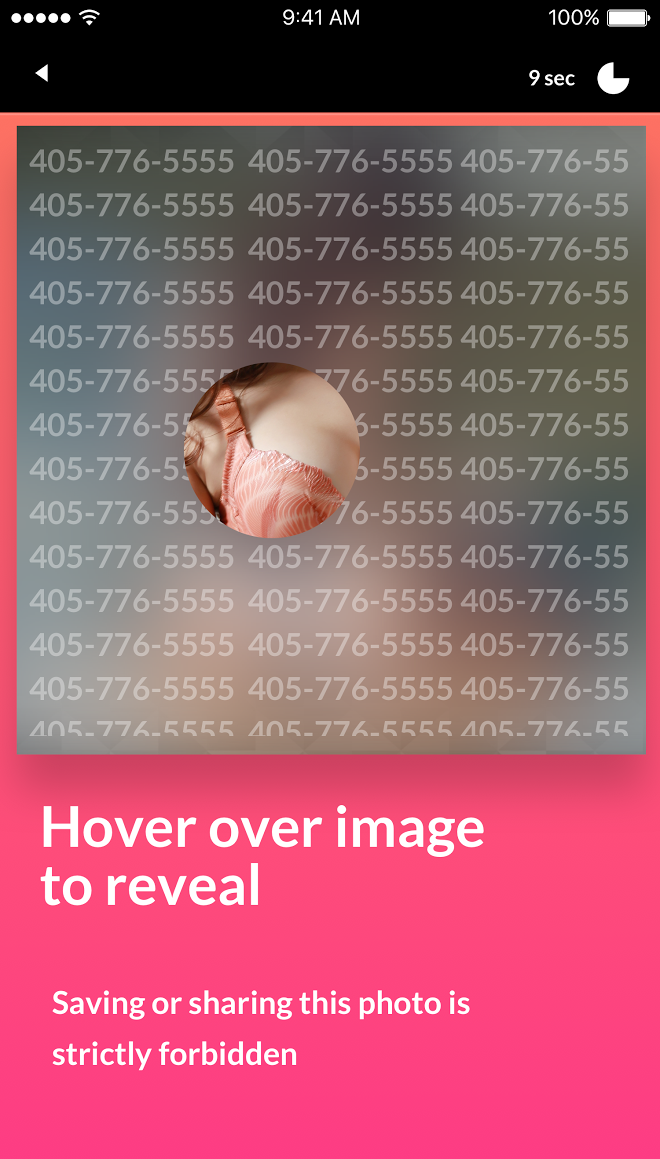 9:41 AM 100%
9 sec
405-776-5555 405-776-5555 405-776-55
405-776-5555 405-776-5555 405-776-55
405-776-5555 405-776-5555 405-776-55
405-776-5555 405-776-5555 405-776-55
405-776-5555 405-776-5555 405-776-55
405-776-55 776-5555 405-776-55
405-776-5 5-5555 405-776-55
405-776-5 -5555 405-776-55
405-776-55 76-5555 405-776-55
405-776-5555 405-776-5555 405-776-55
405-776-5555 405-776-5555 405-776-55
405-776-5555 405-776-5555 405-776-55
405-776-5555 405-776-5555 405-776-55
405-776-5555 405-776-5555 405-776-55
Hover over image
to reveal
Saving or sharing this photo is
strictly forbidden